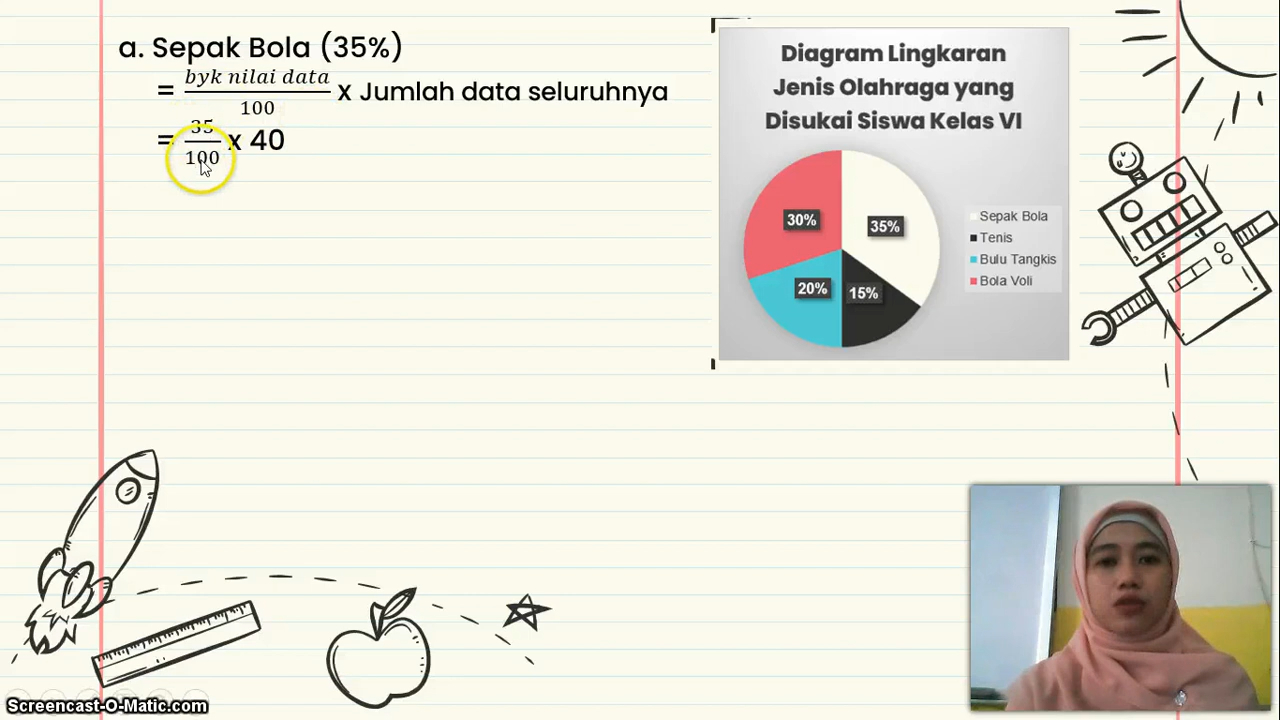 a. Sepak Bola (35%)
= byk nilai data / 100 x Jumlah data seluruhnya
= 35 / 100 x 40
Diagram Lingkaran
Jenis Olahraga yang
Disukai Siswa Kelas VI
30%
35%
20%
15%
Sepak Bola
Tenis
Bulu Tangkis
Bola Voli
Screencast-O-Matic.com